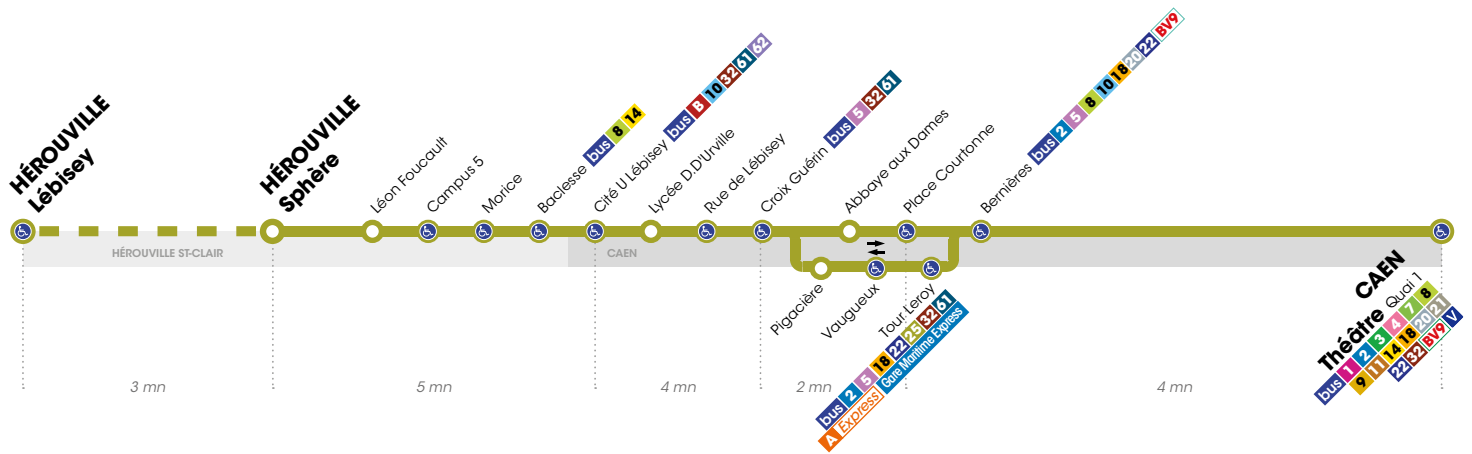 HÉROUVILLE
Lébisey
HÉROUVILLE
Sphère
Léon Foucault
Campus 5
Morice
Baclesse bus 8 14
Cité U Lébisey bus B 10 32 61 62
Lycée D.D'Urville
Rue de Lébisey
Croix Guérin bus 5 32 61
Abbaye aux Dames
Place Courtonne
Bernières bus 2 5 8 10 18 20 22 BV9
HÉROUVILLE ST-CLAIR
CAEN
Pigacière
Vaugueux
Tour Leroy
bus 2 5 18 22 25 32 61
A Express Gare Maritime Express
CAEN
Théâtre Quai 1
bus 1 2 3 4 7 8
9 11 14 18 20 21
22 32 BV9 V
3 mn
5 mn
4 mn
2 mn
4 mn